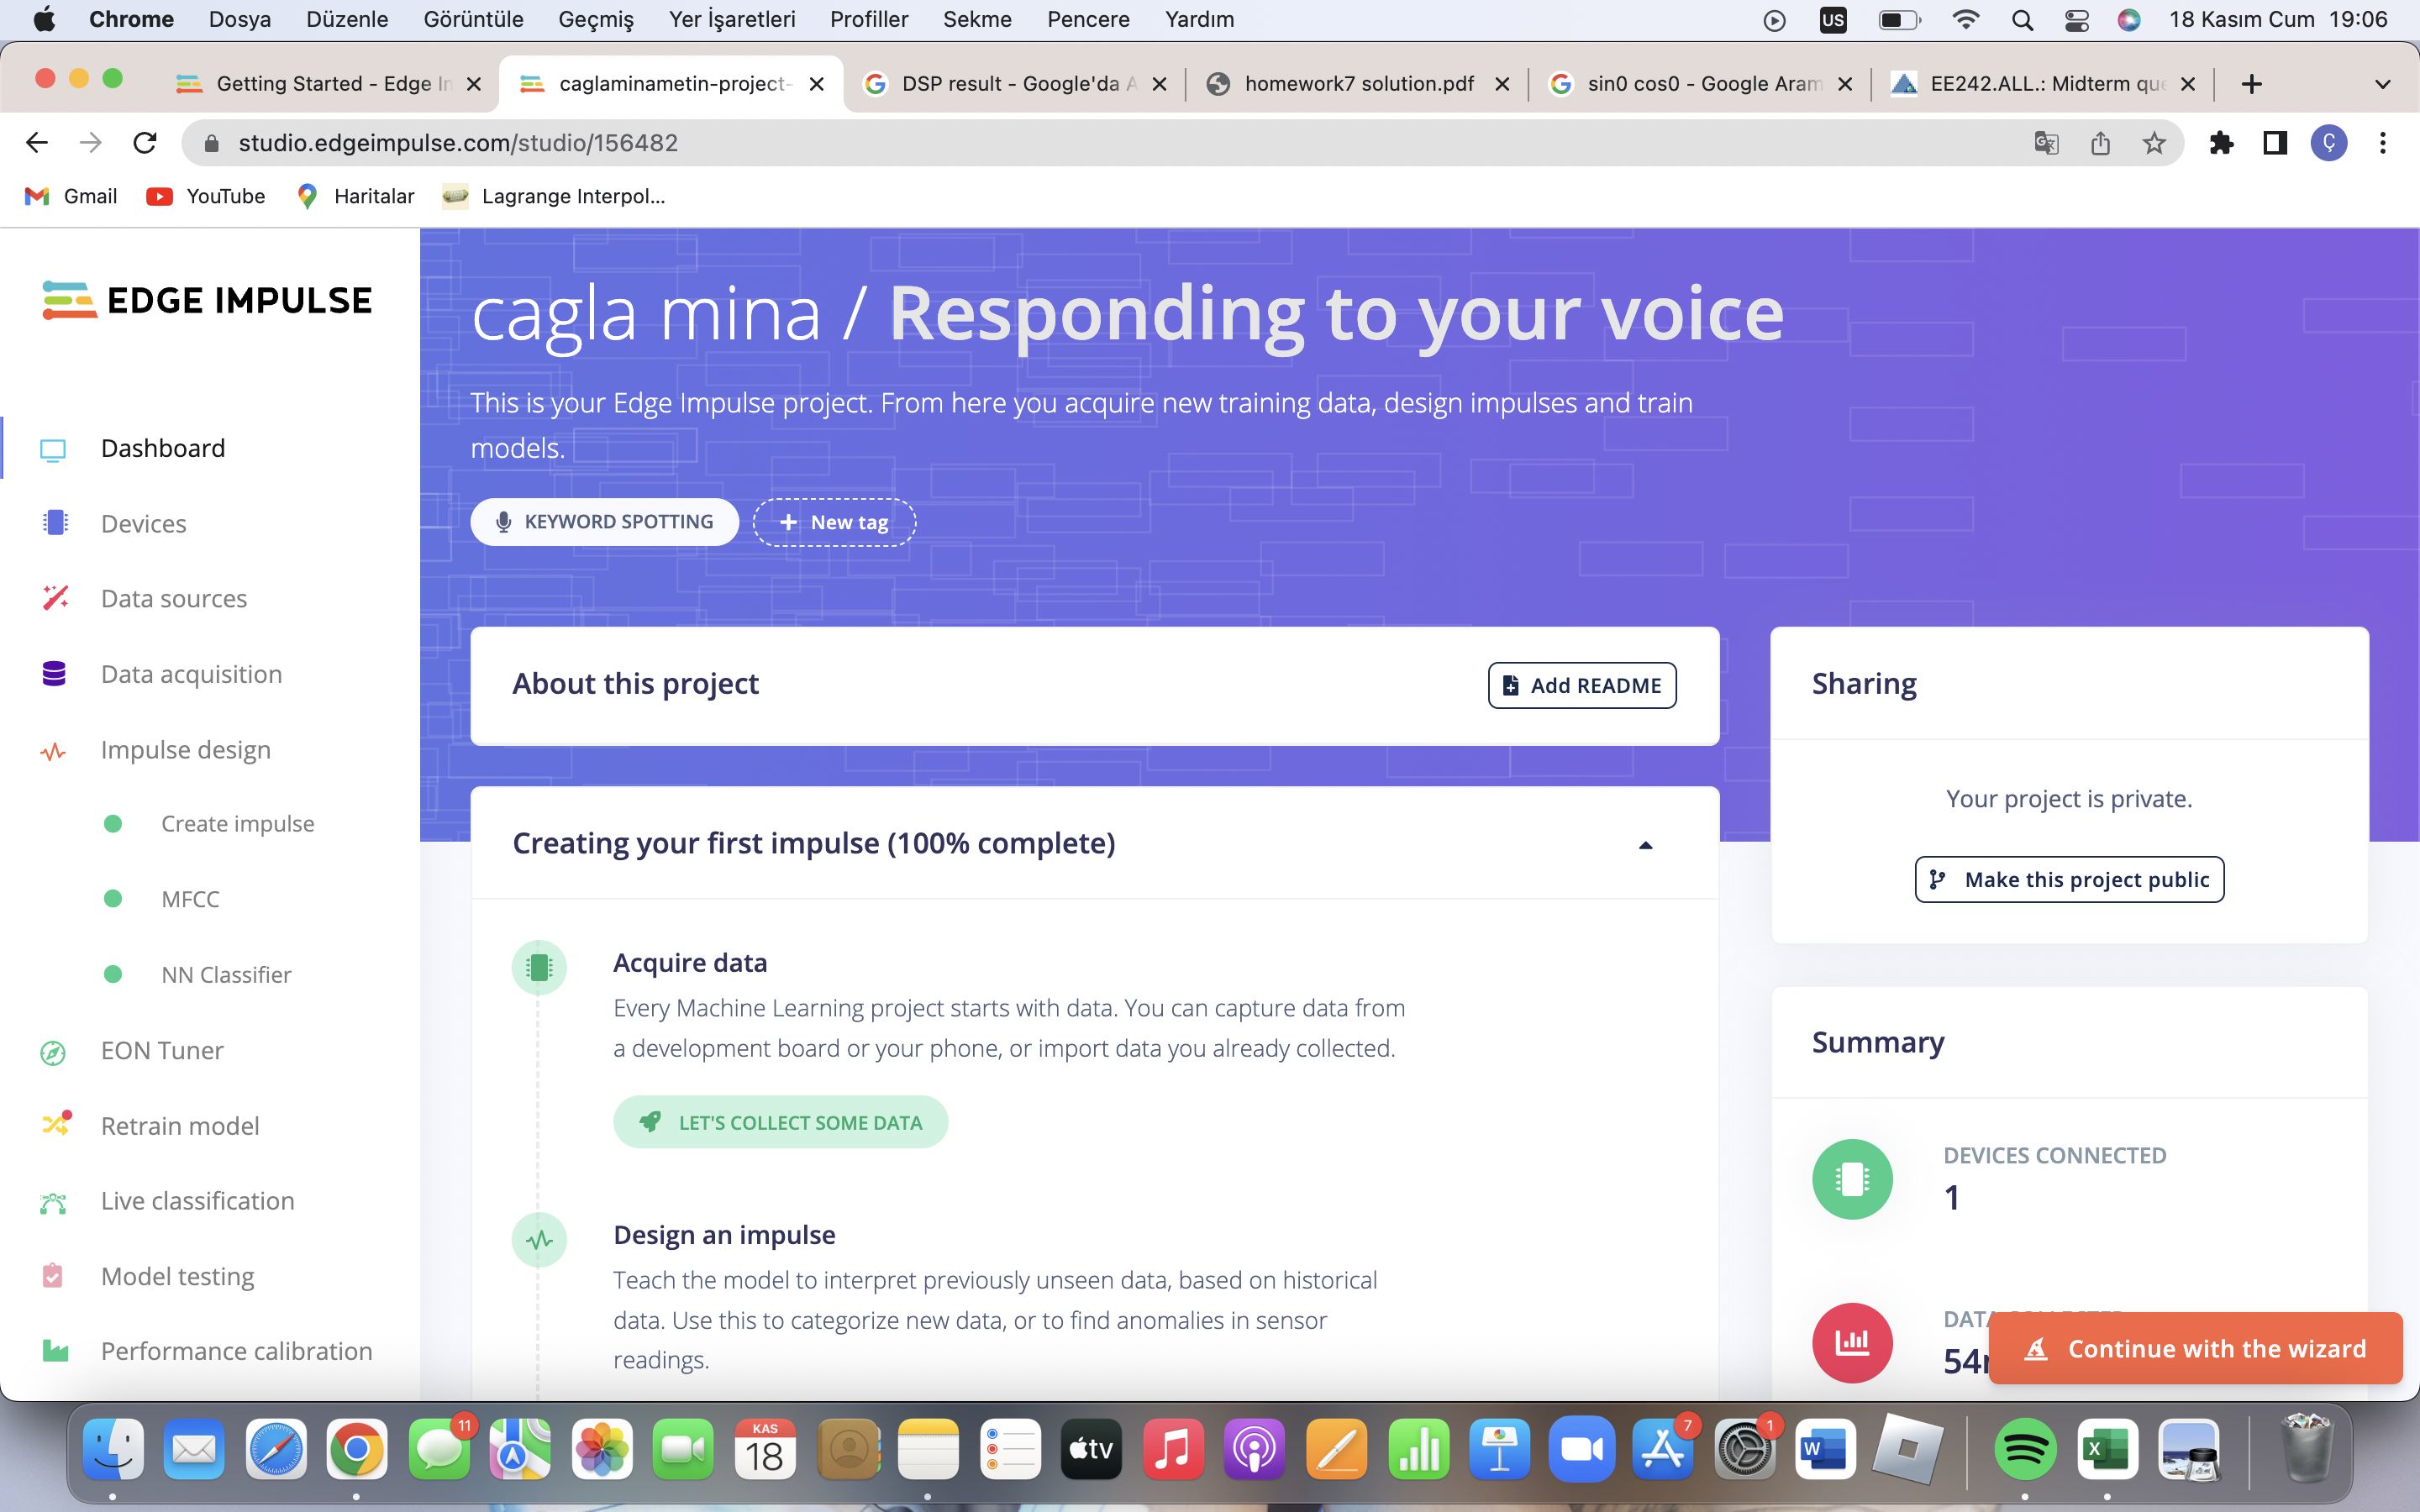 Chrome Dosya Düzenle Görüntüle Geçmiş Yer İşaretleri Profiller Sekme Pencere Yardım US 18 Kasım Cum 19:06
Getting Started - Edge In caglaminametin-project- DSP result - Google'da A homework7 solution.pdf sin0 cos0 - Google Aram EE242.ALL.: Midterm que
studio.edgeimpulse.com/studio/156482 Ç
Gmail YouTube Haritalar Lagrange Interpol...
EDGE IMPULSE
Dashboard
Devices
Data sources
Data acquisition
Impulse design
Create impulse
MFCC
NN Classifier
EON Tuner
Retrain model
Live classification
Model testing
Performance calibration
cagla mina / Responding to your voice
This is your Edge Impulse project. From here you acquire new training data, design impulses and train
models.
KEYWORD SPOTTING + New tag
About this project
Add README
Creating your first impulse (100% complete)
Acquire data
Every Machine Learning project starts with data. You can capture data from
a development board or your phone, or import data you already collected.
LET'S COLLECT SOME DATA
Design an impulse
Teach the model to interpret previously unseen data, based on historical
data. Use this to categorize new data, or to find anomalies in sensor
readings.
Sharing
Your project is private.
Make this project public
Summary
DEVICES CONNECTED
1
Continue with the wizard
11
KAS
18
tv
7
1
W
X